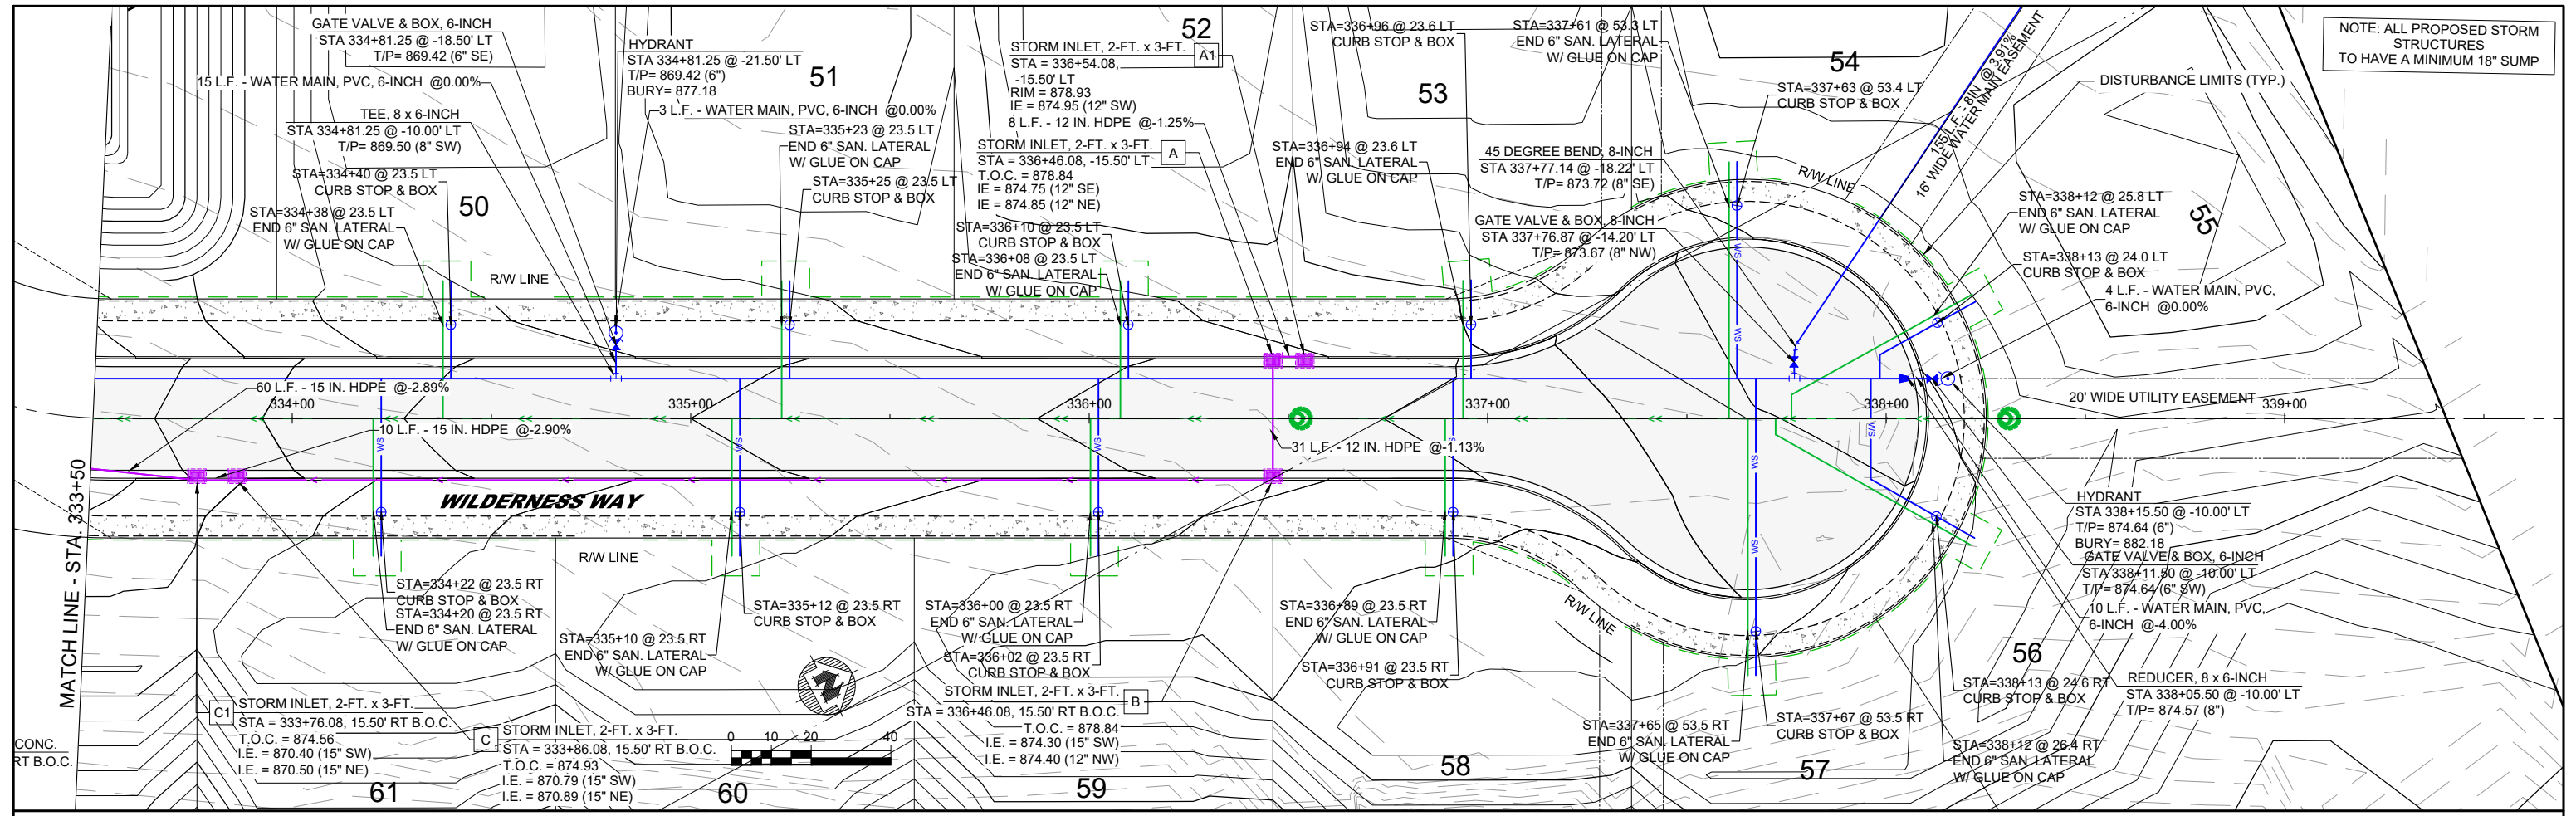 GATE VALVE & BOX, 6-INCH
STA 334+81.25 @ -18.50' LT
T/P= 869.42 (6" SE)
15 L.F. - WATER MAIN, PVC, 6-INCH @0.00%
TEE, 8 x 6-INCH
STA 334+81.25 @ -10.00' LT
T/P= 869.50 (8" SW)
STA=334+40 @ 23.5 LT
CURB STOP & BOX
STA=334+38 @ 23.5 LT
END 6" SAN. LATERAL
W/ GLUE ON CAP
50
R/W LINE
HYDRANT
STA 334+81.25 @ -21.50' LT
T/P= 869.42 (6")
BURY= 877.18
51
3 L.F. - WATER MAIN, PVC, 6-INCH @0.00%
STA=335+23 @ 23.5 LT
END 6" SAN. LATERAL
W/ GLUE ON CAP
STA=335+25 @ 23.5 LT
CURB STOP & BOX
52
STORM INLET, 2-FT. x 3-FT.
A1
STA = 336+54.08,
-15.50' LT
RIM = 878.93
IE = 874.95 (12" SW)
8 L.F. - 12 IN. HDPE @-1.25%
STORM INLET, 2-FT. x 3-FT.
A
STA = 336+46.08, -15.50' LT
T.O.C. = 878.84
IE = 874.75 (12" SE)
IE = 874.85 (12" NE)
STA=336+10 @ 23.5 LT
CURB STOP & BOX
STA=336+08 @ 23.5 LT
END 6" SAN. LATERAL
W/ GLUE ON CAP
STA=336+96 @ 23.6 LT
CURB STOP & BOX
53
STA=336+94 @ 23.6 LT
END 6" SAN. LATERAL
W/ GLUE ON CAP
STA=337+61 @ 53.3 LT
END 6" SAN. LATERAL
W/ GLUE ON CAP
45 DEGREE BEND, 8-INCH
STA 337+77.14 @ -18.22' LT
T/P= 873.72 (8" SE)
GATE VALVE & BOX, 8-INCH
STA 337+76.87 @ -14.20' LT
T/P= 873.67 (8" NW)
54
STA=337+63 @ 53.4 LT
CURB STOP & BOX
R/W LINE
155 L.F. - 8IN @ 3.91%
16' WIDE WATER MAIN EASEMENT
DISTURBANCE LIMITS (TYP.)
NOTE: ALL PROPOSED STORM
STRUCTURES
TO HAVE A MINIMUM 18" SUMP
STA=338+12 @ 25.8 LT
END 6" SAN. LATERAL
W/ GLUE ON CAP
55
STA=338+13 @ 24.0 LT
CURB STOP & BOX
4 L.F. - WATER MAIN, PVC,
6-INCH @0.00%
20' WIDE UTILITY EASEMENT
334+00
335+00
336+00
337+00
338+00
339+00
WS
WS
WS
WS
WS
WS
WS
WS
60 L.F. - 15 IN. HDPE @-2.89%
10 L.F. - 15 IN. HDPE @-2.90%
31 L.F. - 12 IN. HDPE @-1.13%
MATCH LINE - STA. 333+50
WILDERNESS WAY
R/W LINE
R/W LINE
STA=334+22 @ 23.5 RT
CURB STOP & BOX
STA=334+20 @ 23.5 RT
END 6" SAN. LATERAL
W/ GLUE ON CAP
STA=335+10 @ 23.5 RT
END 6" SAN. LATERAL
W/ GLUE ON CAP
STA=335+12 @ 23.5 RT
CURB STOP & BOX
STA=336+00 @ 23.5 RT
END 6" SAN. LATERAL
W/ GLUE ON CAP
STA=336+02 @ 23.5 RT
CURB STOP & BOX
STORM INLET, 2-FT. x 3-FT.
B
STA = 336+46.08, 15.50' RT B.O.C.
T.O.C. = 878.84
I.E. = 874.30 (15" SW)
I.E. = 874.40 (12" NW)
STA=336+89 @ 23.5 RT
END 6" SAN. LATERAL
W/ GLUE ON CAP
STA=336+91 @ 23.5 RT
CURB STOP & BOX
STA=337+65 @ 53.5 RT
END 6" SAN. LATERAL
W/ GLUE ON CAP
STA=337+67 @ 53.5 RT
CURB STOP & BOX
HYDRANT
STA 338+15.50 @ -10.00' LT
T/P= 874.64 (6")
BURY= 882.18
GATE VALVE & BOX, 6-INCH
STA 338+11.50 @ -10.00' LT
T/P= 874.64 (6" SW)
10 L.F. - WATER MAIN, PVC,
6-INCH @-4.00%
56
STA=338+13 @ 24.6 RT
CURB STOP & BOX
REDUCER, 8 x 6-INCH
STA 338+05.50 @ -10.00' LT
T/P= 874.57 (8")
STA=338+12 @ 26.4 RT
END 6" SAN. LATERAL
W/ GLUE ON CAP
C1
STORM INLET, 2-FT. x 3-FT.
STA = 333+76.08, 15.50' RT B.O.C.
T.O.C. = 874.56
I.E. = 870.40 (15" SW)
I.E. = 870.50 (15" NE)
C
STORM INLET, 2-FT. x 3-FT.
STA = 333+86.08, 15.50' RT B.O.C.
T.O.C. = 874.93
I.E. = 870.79 (15" SW)
I.E. = 870.89 (15" NE)
0 10 20 40
N
CONC.
RT B.O.C.
61
60
59
58
57